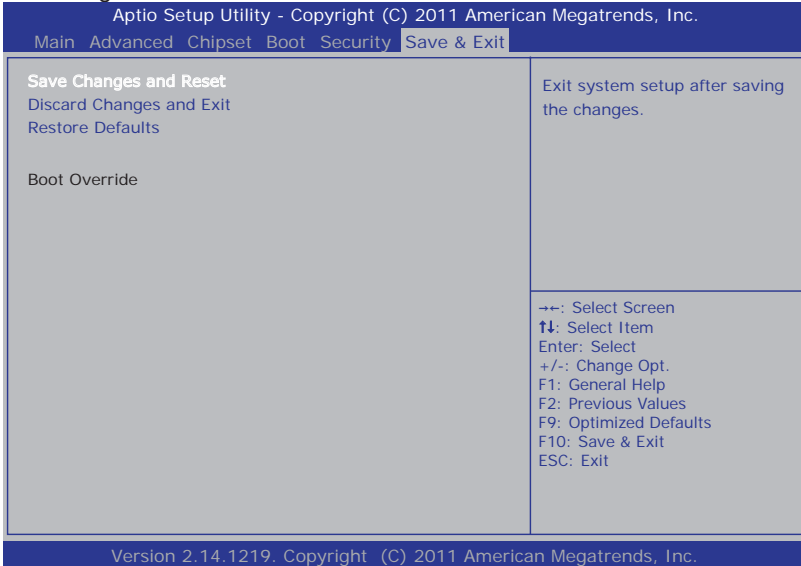 Aptio Setup Utility - Copyright (C) 2011 American Megatrends, Inc.
Main Advanced Chipset Boot Security Save & Exit
Save Changes and Reset
Discard Changes and Exit
Restore Defaults
Boot Override
Exit system setup after saving
the changes.
→←: Select Screen
↑↓: Select Item
Enter: Select
+/-: Change Opt.
F1: General Help
F2: Previous Values
F9: Optimized Defaults
F10: Save & Exit
ESC: Exit
Version 2.14.1219. Copyright (C) 2011 American Megatrends, Inc.